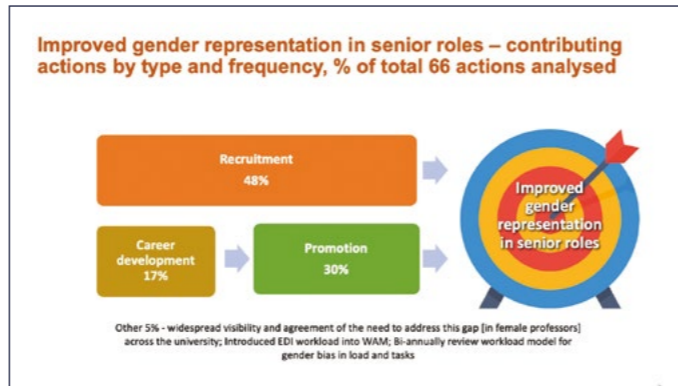 Improved gender representation in senior roles – contributing
actions by type and frequency, % of total 66 actions analysed
Recruitment
48%
Career
development
17%
Promotion
30%
Improved
gender
representation
in senior roles
Other 5% - widespread visibility and agreement of the need to address this gap [in female professors]
across the university; Introduced EDI workload into WAM; Bi-annually review workload model for
gender bias in load and tasks